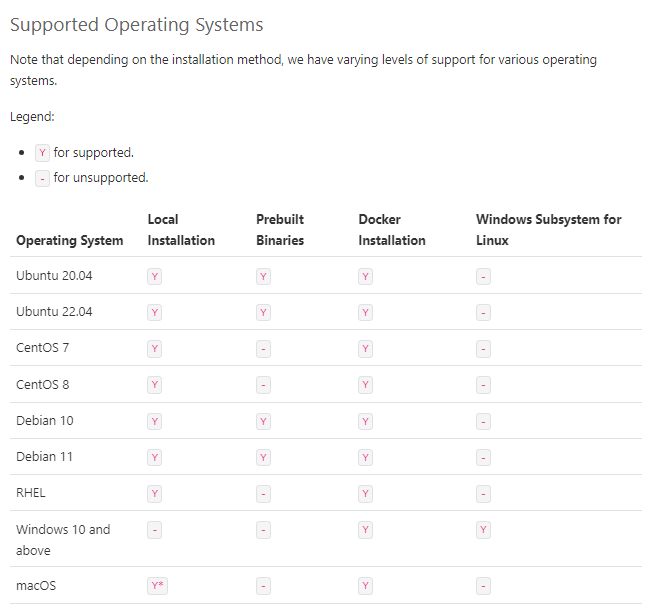 Supported Operating Systems
Note that depending on the installation method, we have varying levels of support for various operating
systems.
Legend:
• Y for supported.
• - for unsupported.
Operating System Local Installation Prebuilt Binaries Docker Installation Windows Subsystem for Linux
Ubuntu 20.04 Y Y Y -
Ubuntu 22.04 Y Y Y -
CentOS 7 Y - Y -
CentOS 8 Y - Y -
Debian 10 Y Y Y -
Debian 11 Y Y Y -
RHEL Y - Y -
Windows 10 and above - - Y Y
macOS Y* - Y -